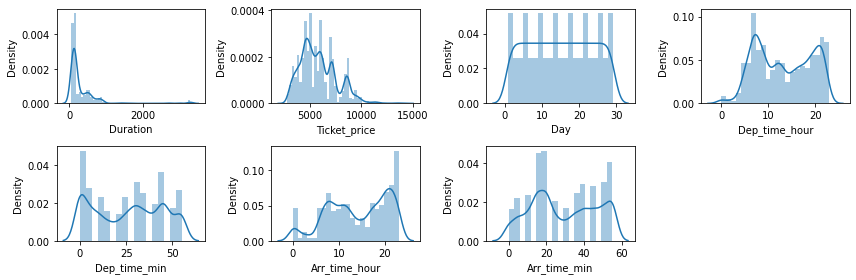 Density
0.004
0.002
0.000
0 2000
Duration
Density
0.0004
0.0002
0.0000
5000 10000 15000
Ticket_price
Density
0.04
0.02
0.00
0 10 20 30
Day
Density
0.10
0.05
0.00
0 10 20
Dep_time_hour
Density
0.04
0.02
0.00
0 25 50
Dep_time_min
Density
0.10
0.05
0.00
0 10 20
Arr_time_hour
Density
0.04
0.02
0.00
0 20 40 60
Arr_time_min